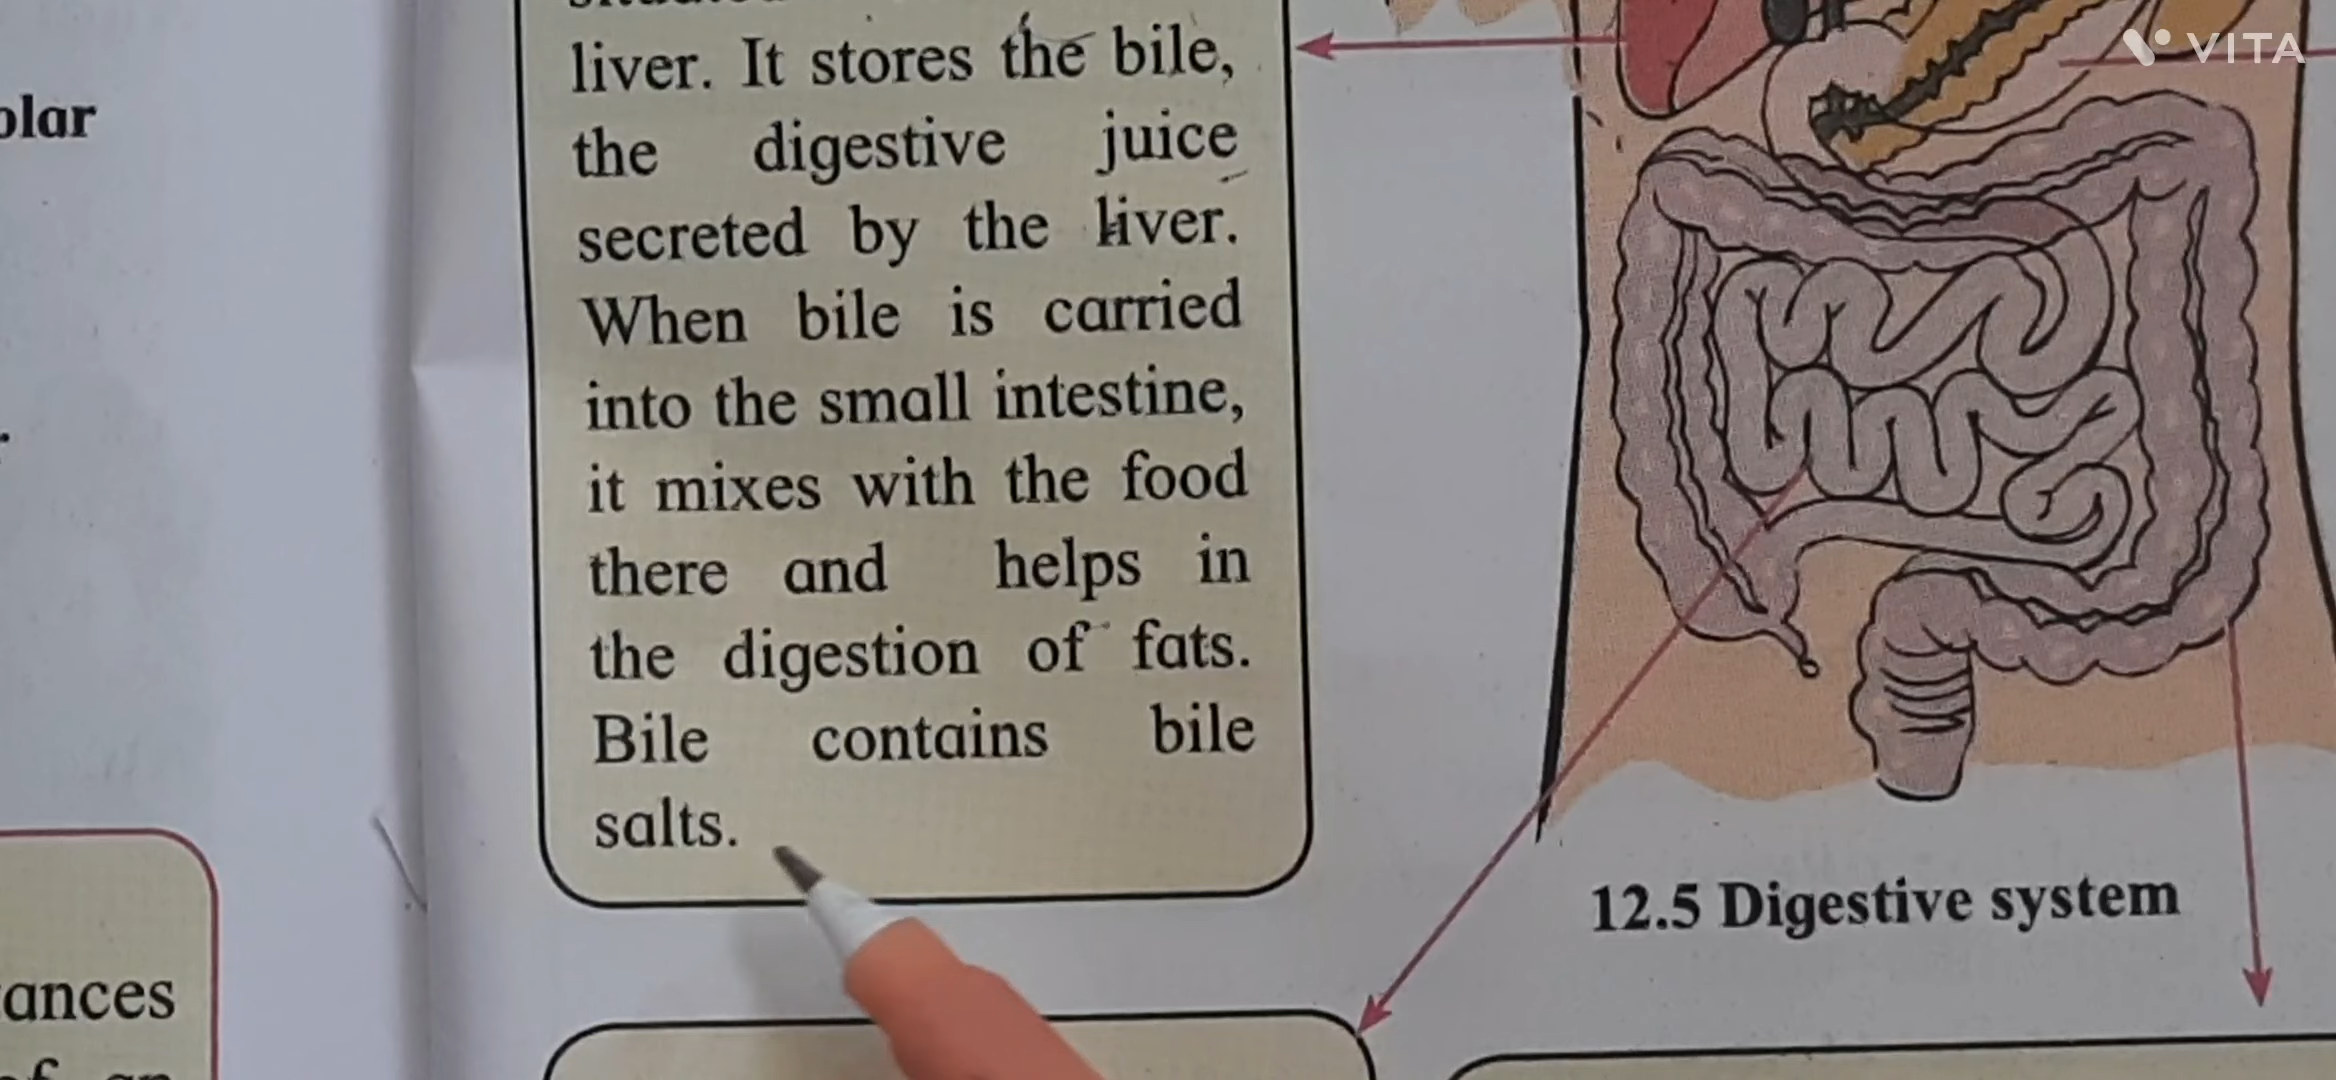 liver. It stores the bile,
the digestive juice
secreted by the liver.
When bile is carried
into the small intestine,
it mixes with the food
there and helps in
the digestion of fats.
Bile contains bile
salts.
12.5 Digestive system
VITA
olar
ances